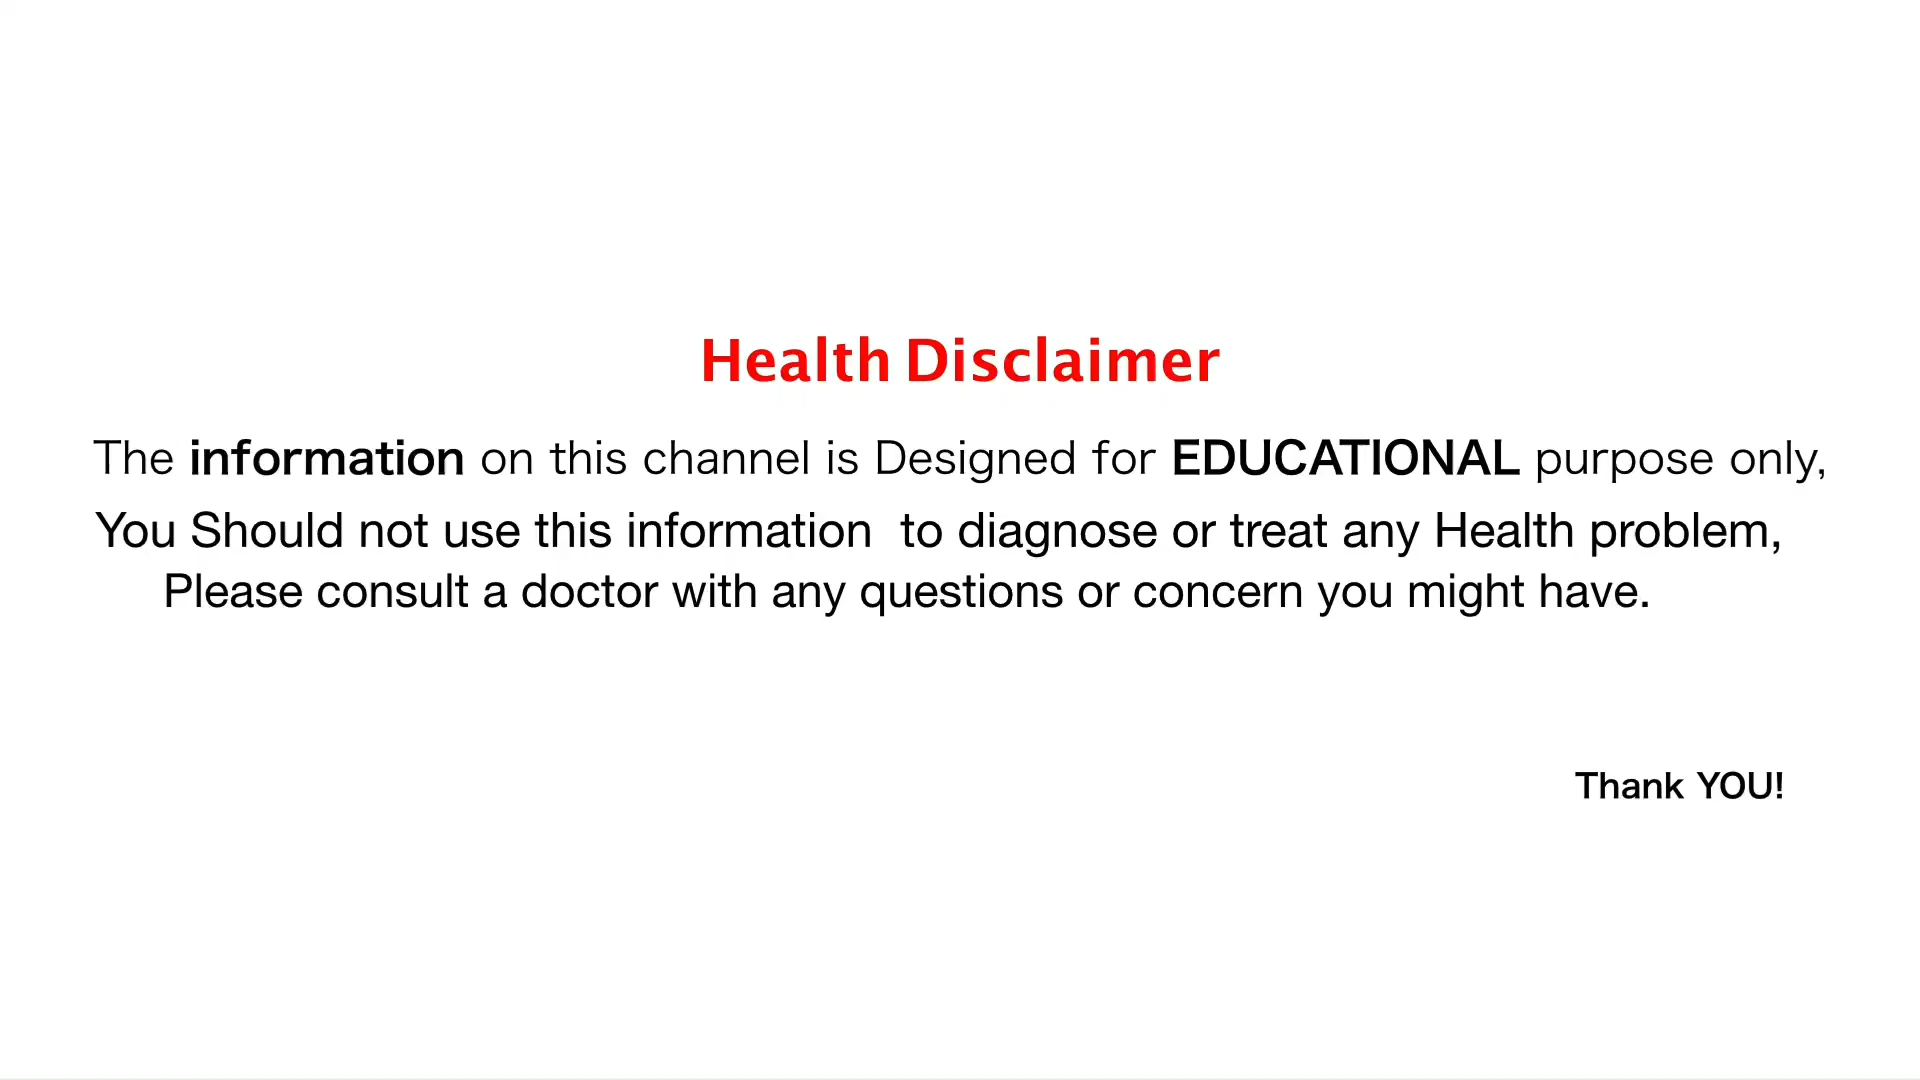 Health Disclaimer
The information on this channel is Designed for EDUCATIONAL purpose only,
You Should not use this information  to diagnose or treat any Health problem,
Please consult a doctor with any questions or concern you might have.
Thank YOU!